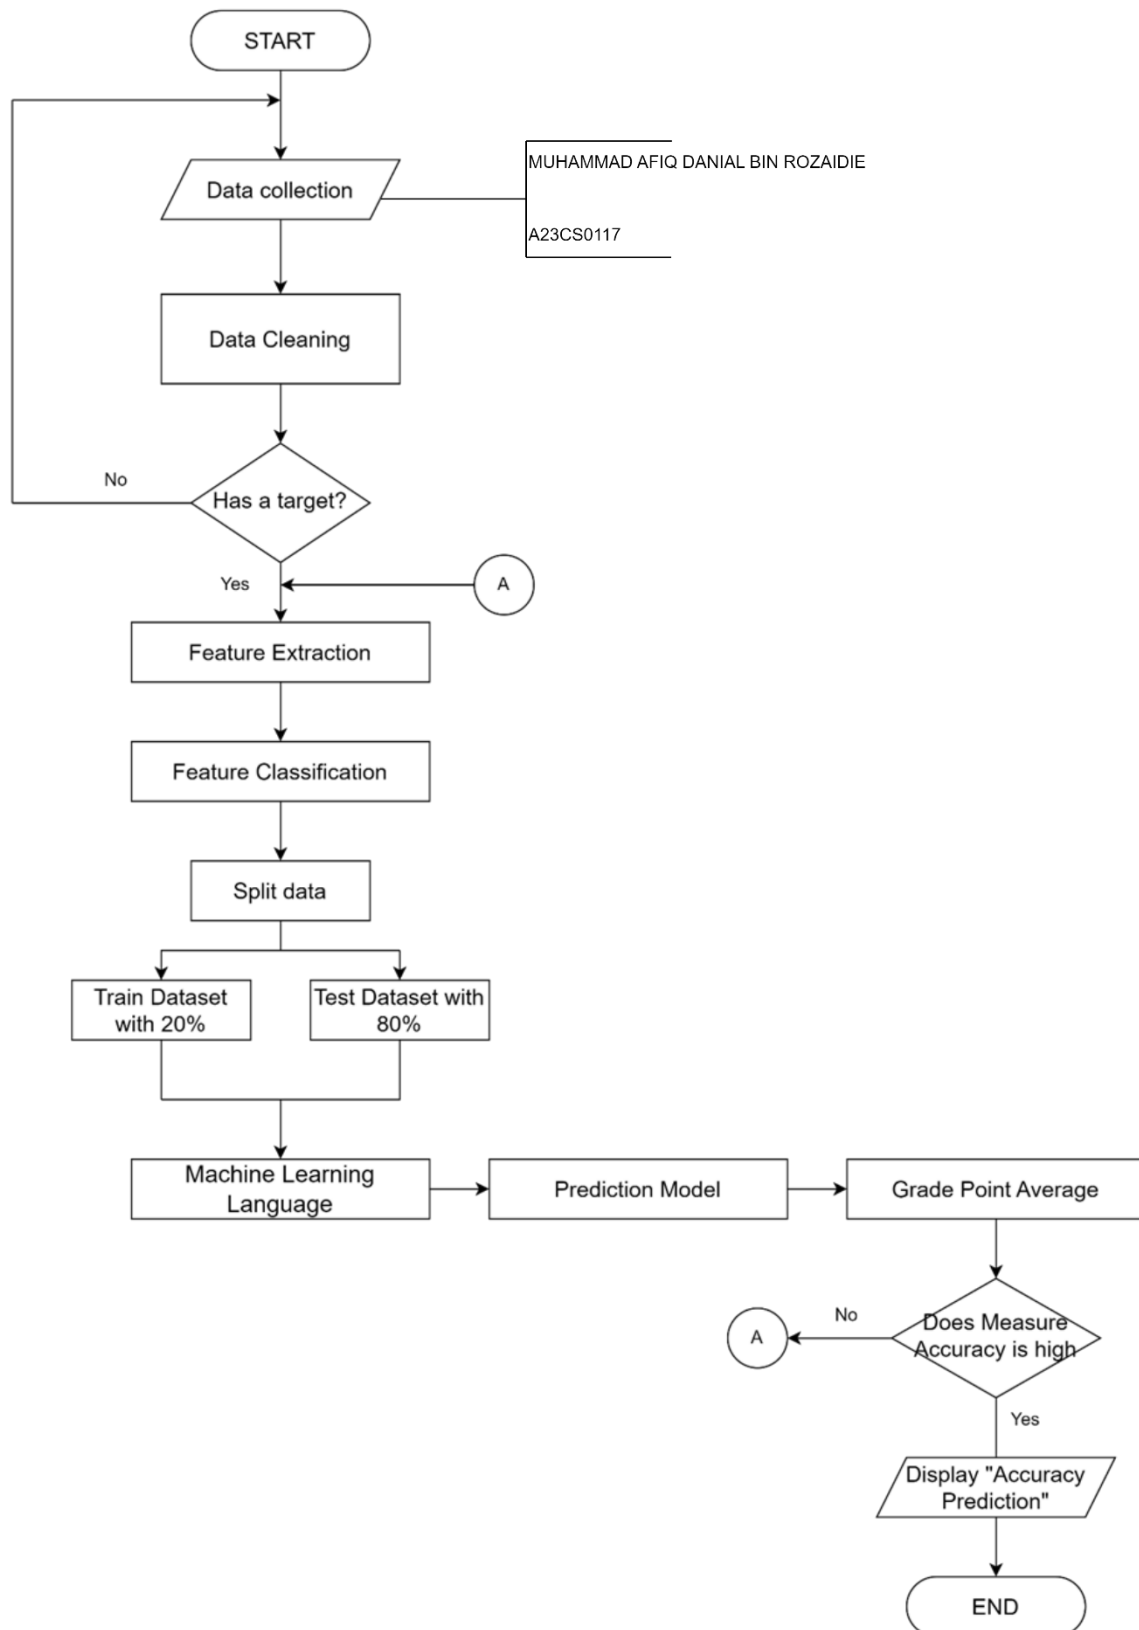 START
Data collection
MUHAMMAD AFIQ DANIAL BIN ROZAIDIE
A23CS0117
Data Cleaning
No
Has a target?
Yes
A
Feature Extraction
Feature Classification
Split data
Train Dataset
with 20%
Test Dataset with
80%
Machine Learning
Language
Prediction Model
Grade Point Average
A
No
Does Measure
Accuracy is high
Yes
Display "Accuracy
Prediction"
END